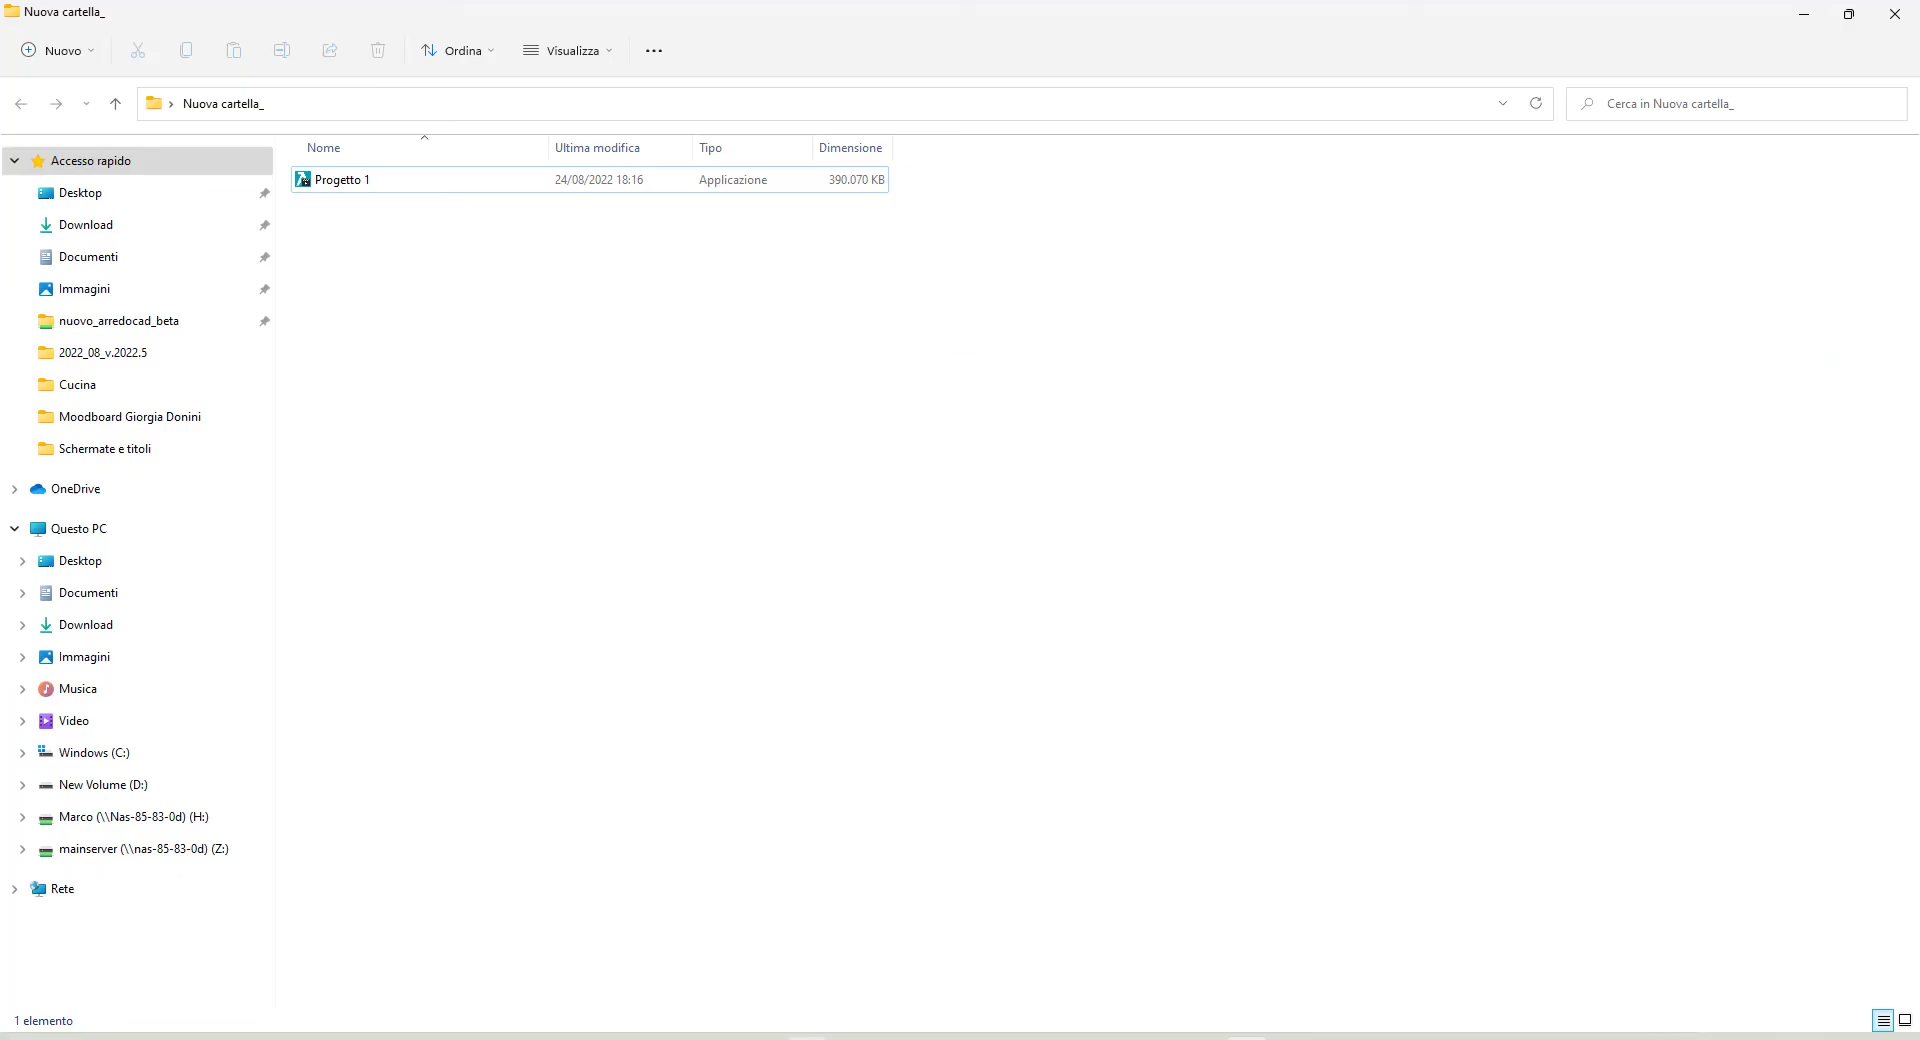 Nuova cartella_
Nuovo
Ordina
Visualizza
Nuova cartella_
Cerca in Nuova cartella_
Nome
Ultima modifica
Tipo
Dimensione
Progetto 1
24/08/2022 18:16
Applicazione
390.070 KB
Accesso rapido
Desktop
Download
Documenti
Immagini
nuovo_arredocad_beta
2022_08_v.2022.5
Cucina
Moodboard Giorgia Donini
Schermate e titoli
OneDrive
Questo PC
Desktop
Documenti
Download
Immagini
Musica
Video
Windows (C:)
New Volume (D:)
Marco (\\Nas-85-83-0d) (H:)
mainserver (\\nas-85-83-0d) (Z:)
Rete
1 elemento